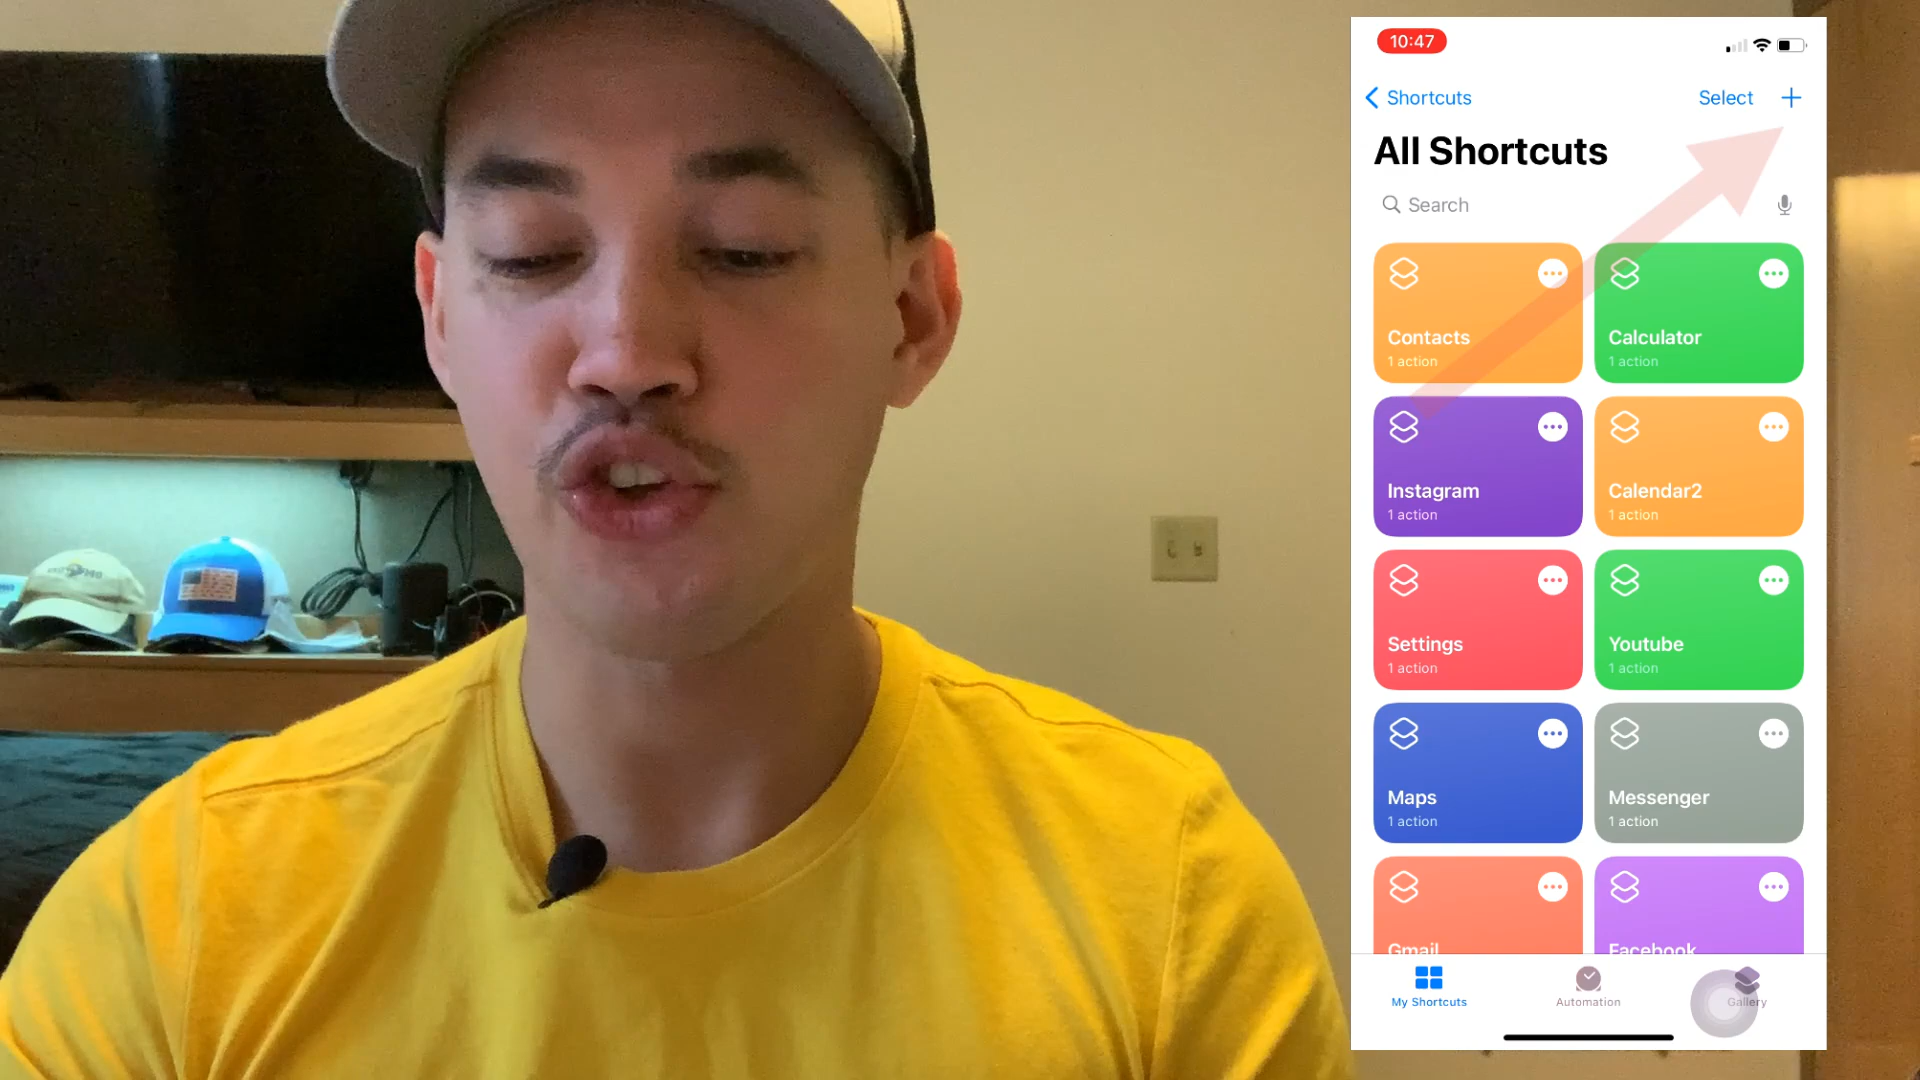 10:47
Shortcuts
Select
All Shortcuts
Search
Contacts
1 action
Calculator
1 action
Instagram
1 action
Calendar2
1 action
Settings
1 action
Youtube
1 action
Maps
1 action
Messenger
1 action
Gmail
Facebook
My Shortcuts
Automation
Gallery